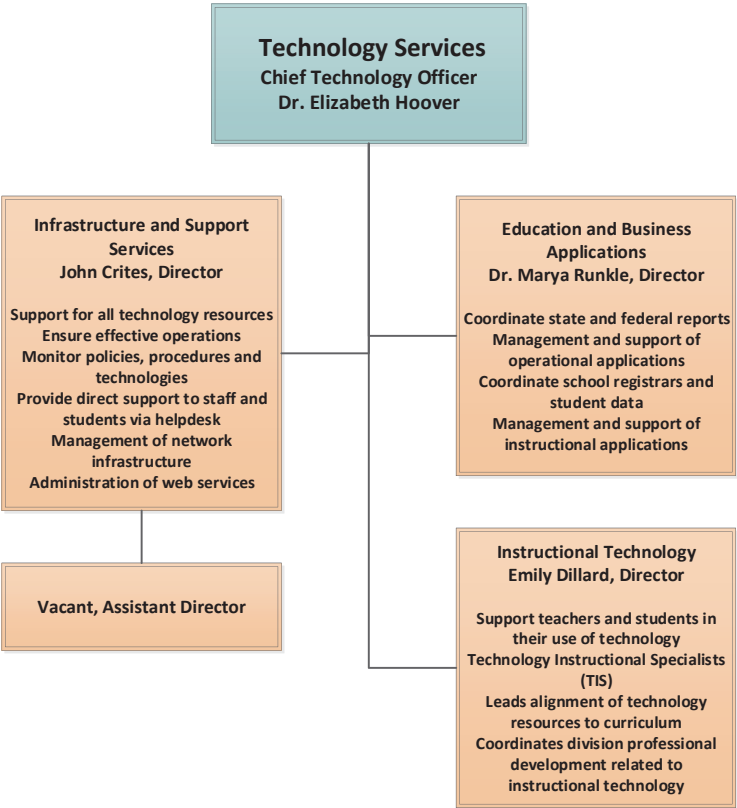 Technology Services
Chief Technology Officer
Dr. Elizabeth Hoover
Infrastructure and Support
Services
John Crites, Director
Support for all technology resources
Ensure effective operations
Monitor policies, procedures and
technologies
Provide direct support to staff and
students via helpdesk
Management of network
infrastructure
Administration of web services
Vacant, Assistant Director
Education and Business
Applications
Dr. Marya Runkle, Director
Coordinate state and federal reports
Management and support of
operational applications
Coordinate school registrars and
student data
Management and support of
instructional applications
Instructional Technology
Emily Dillard, Director
Support teachers and students in
their use of technology
Technology Instructional Specialists
(TIS)
Leads alignment of technology
resources to curriculum
Coordinates division professional
development related to
instructional technology